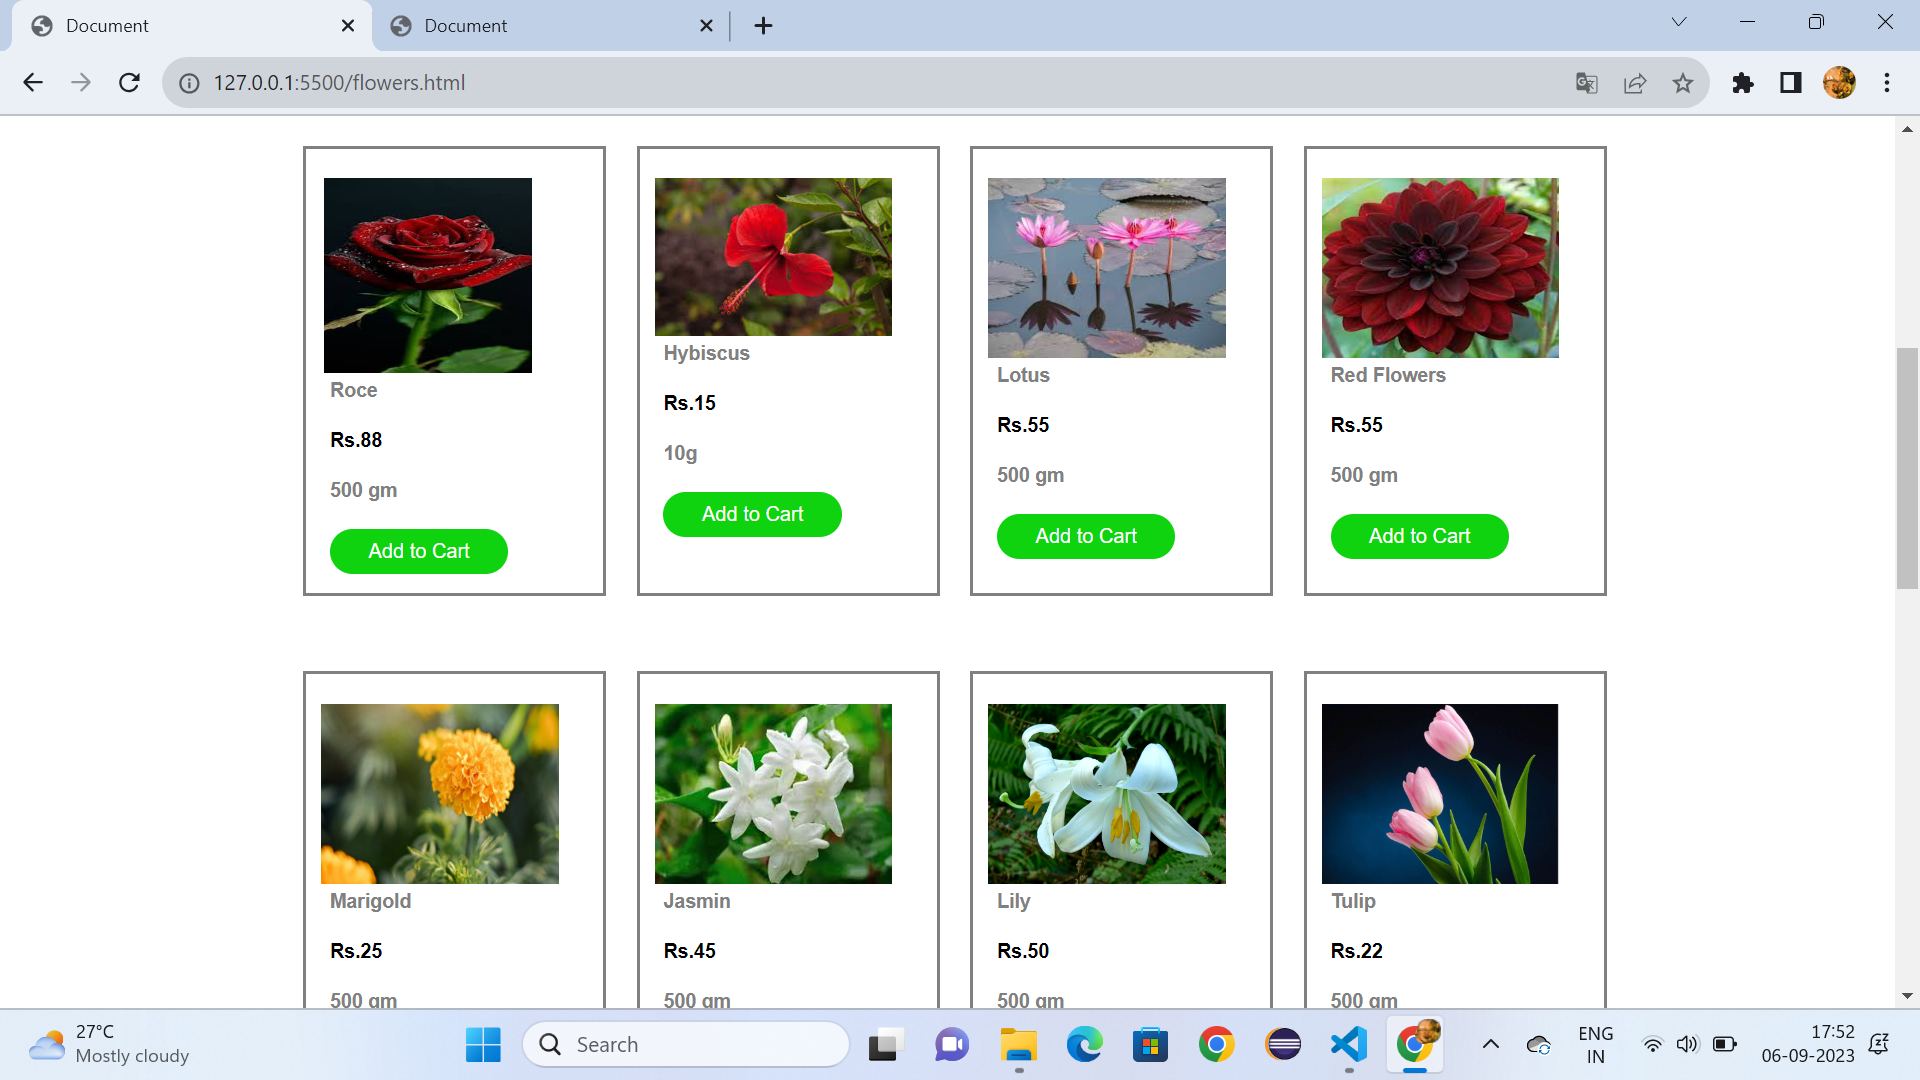 Document
Document
127.0.0.1:5500/flowers.html
Roce
Rs.88
500 gm
Add to Cart
Hybiscus
Rs.15
10g
Add to Cart
Lotus
Rs.55
500 gm
Add to Cart
Red Flowers
Rs.55
500 gm
Add to Cart
Marigold
Rs.25
500 gm
Jasmin
Rs.45
500 gm
Lily
Rs.50
500 gm
Tulip
Rs.22
500 gm
27°C
Mostly cloudy
Search
ENG
IN
17:52
06-09-2023